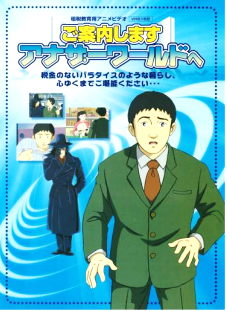 租税教育用アニメビデオ
ご案内します
アナザーワールドへ
税金のないパラダイスのような暮らし、
心ゆくまでご堪能ください・・・